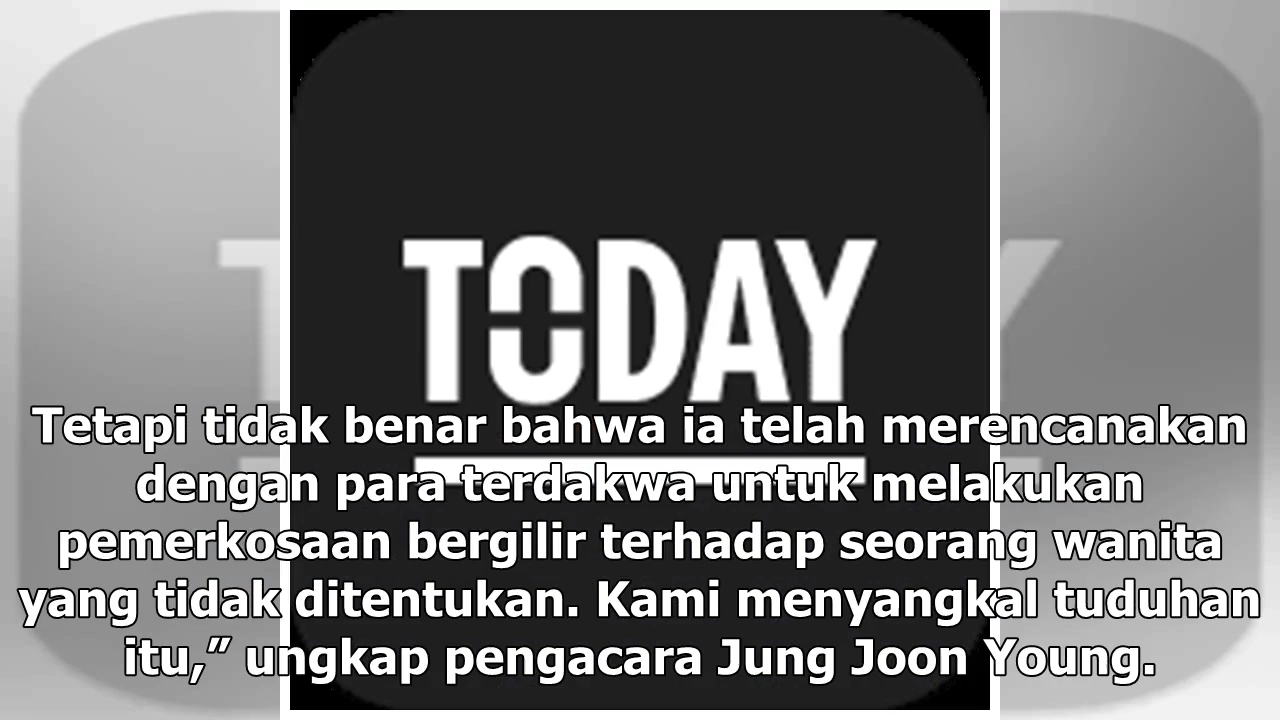 TODAY
Tetapi tidak benar bahwa ia telah merencanakan
dengan para terdakwa untuk melakukan
pemerkosaan bergilir terhadap seorang wanita
yang tidak ditentukan. Kami menyangkal tuduhan
itu,” ungkap pengacara Jung Joon Young.